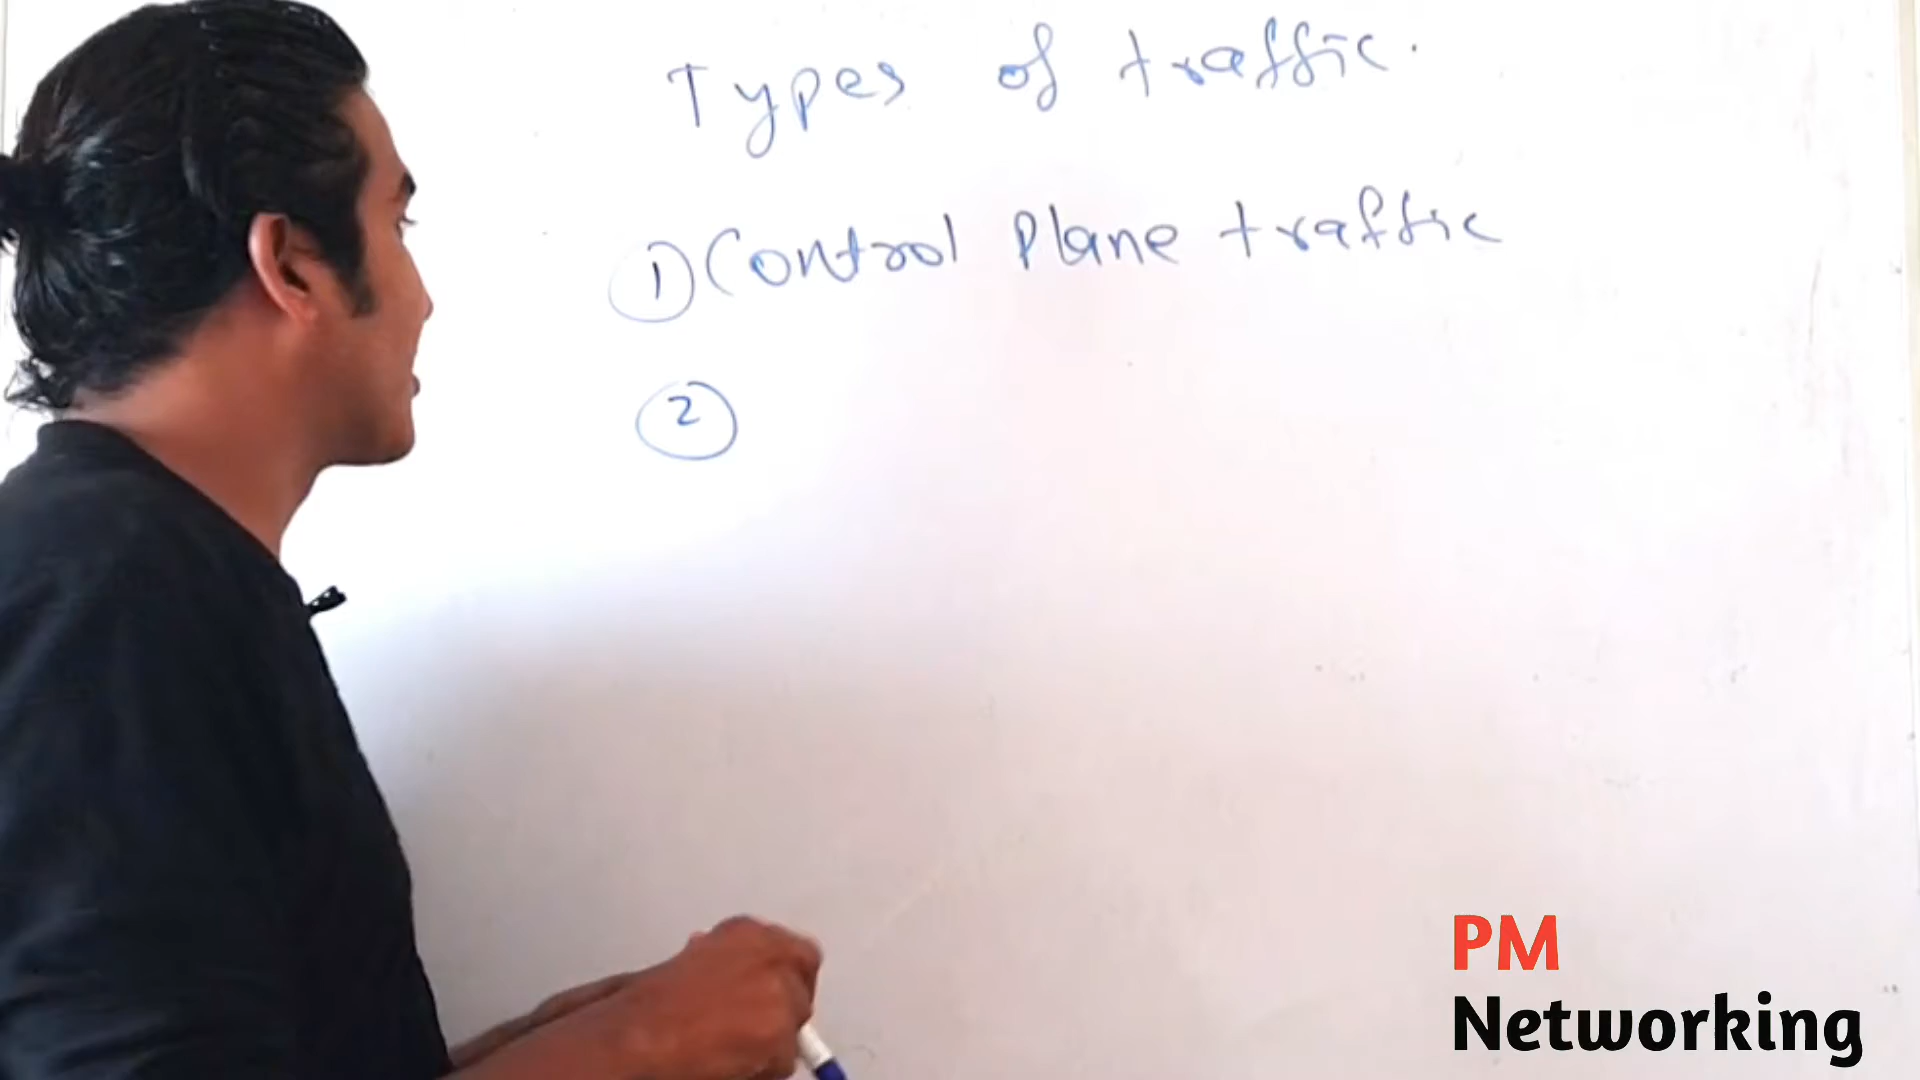 Types of traffic.
1) Control Plane traffic
2
PM
Networking